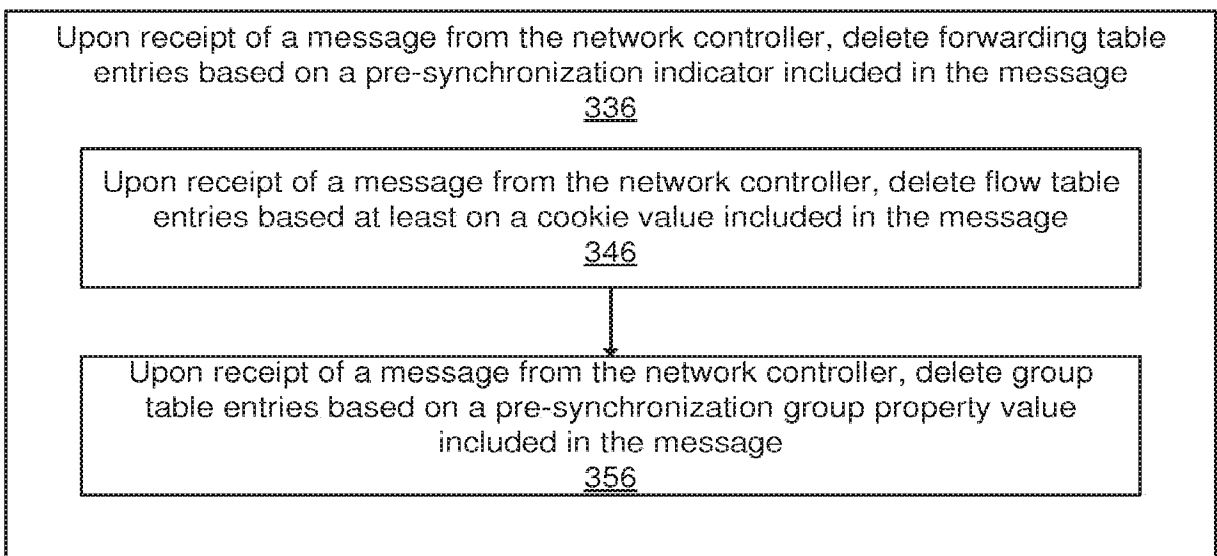 Upon receipt of a message from the network controller, delete forwarding table
entries based on a pre-synchronization indicator included in the message
336
Upon receipt of a message from the network controller, delete flow table
entries based at least on a cookie value included in the message
346
Upon receipt of a message from the network controller, delete group
table entries based on a pre-synchronization group property value
included in the message
356